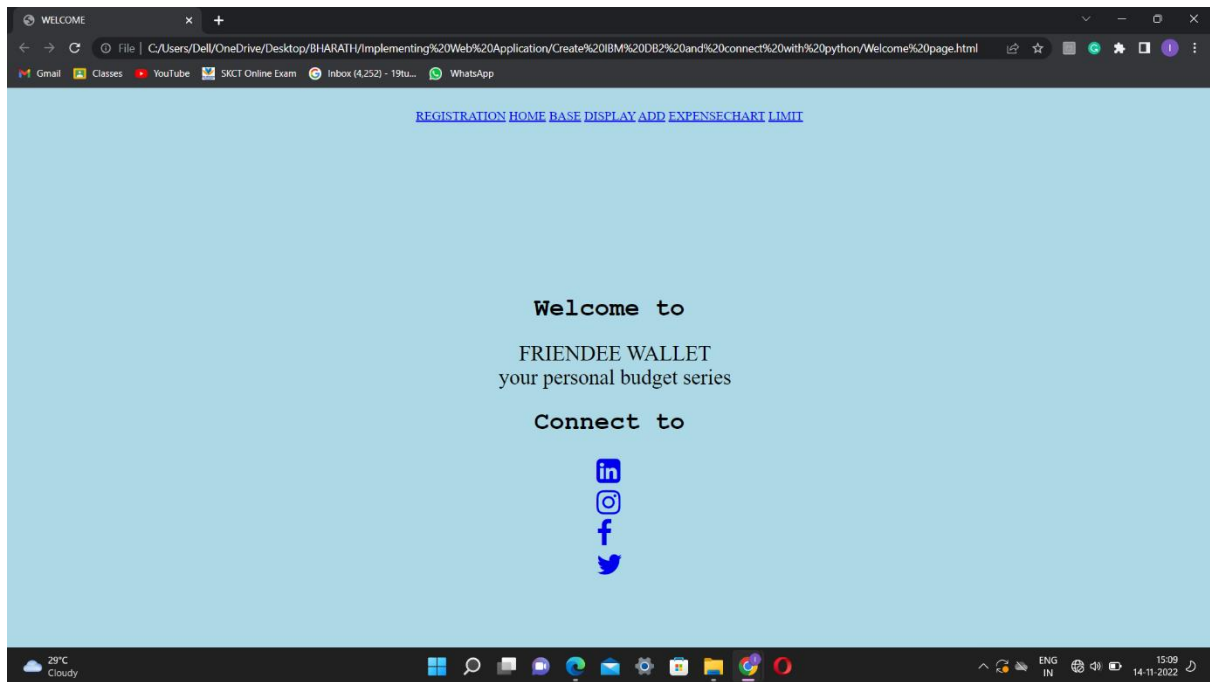 WELCOME
File | C:/Users/Dell/OneDrive/Desktop/BHARATH/Implementing%20Web%20Application/Create%20IBM%20DB2%20and%20connect%20with%20python/Welcome%20page.html
Gmail Classes YouTube SKCT Online Exam Inbox (4,252) - 19tu... WhatsApp
REGISTRATION HOME BASE DISPLAY ADD EXPENSECHART LIMIT
Welcome to
FRIENDEE WALLET
your personal budget series
Connect to
29°C
Cloudy
ENG
IN
15:09
14-11-2022